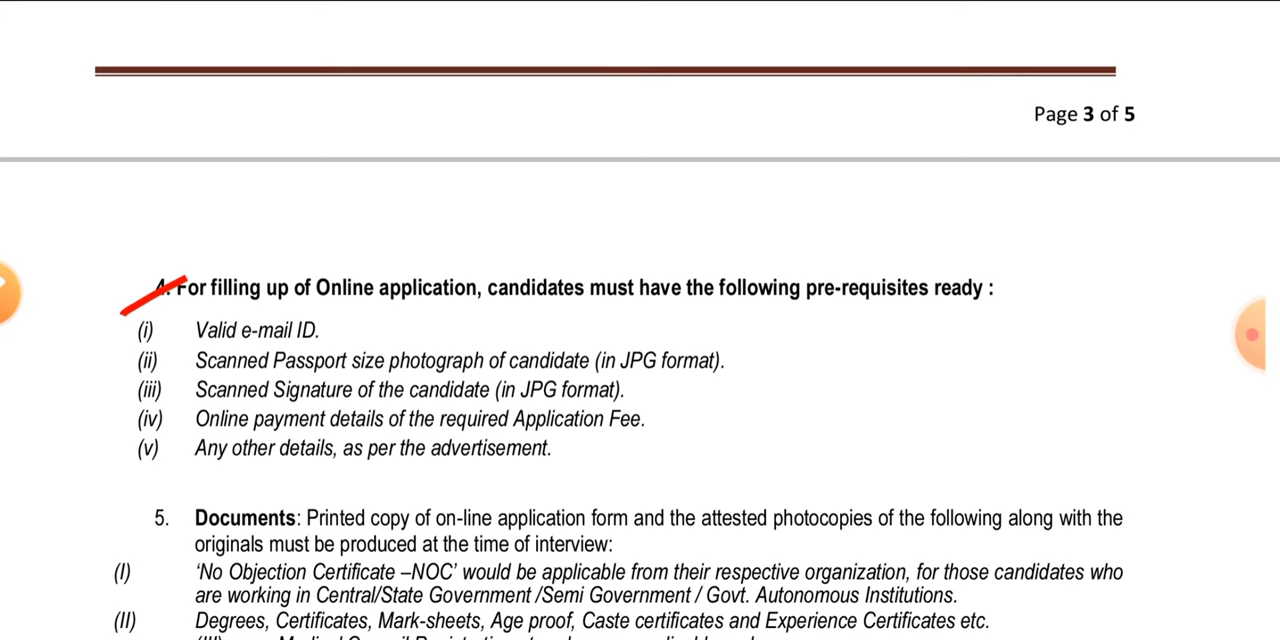 Page 3 of 5
4. For filling up of Online application, candidates must have the following pre-requisites ready :
(i) Valid e-mail ID.
(ii) Scanned Passport size photograph of candidate (in JPG format).
(iii) Scanned Signature of the candidate (in JPG format).
(iv) Online payment details of the required Application Fee.
(v) Any other details, as per the advertisement.
5. Documents: Printed copy of on-line application form and the attested photocopies of the following along with the
originals must be produced at the time of interview:
(I) ‘No Objection Certificate –NOC’ would be applicable from their respective organization, for those candidates who
are working in Central/State Government /Semi Government / Govt. Autonomous Institutions.
(II) Degrees, Certificates, Mark-sheets, Age proof, Caste certificates and Experience Certificates etc.